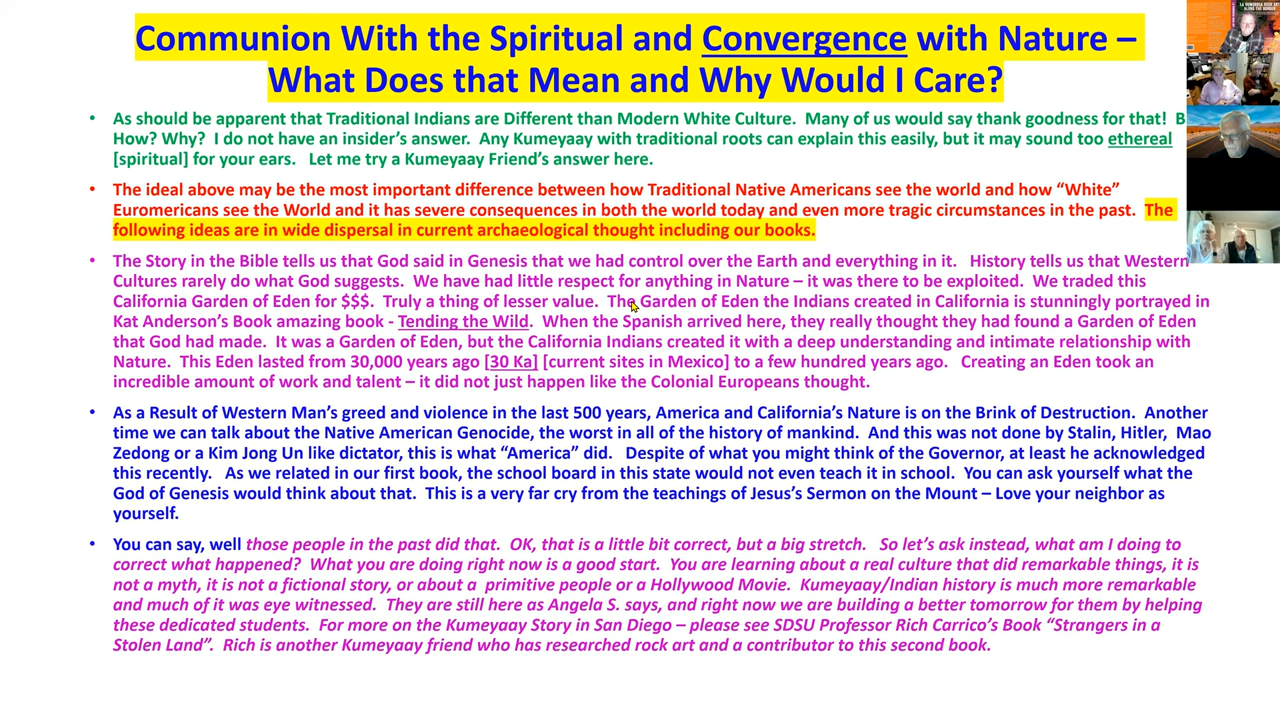 Communion With the Spiritual and Convergence with Nature –
What Does that Mean and Why Would I Care?
• As should be apparent that Traditional Indians are Different than Modern White Culture. Many of us would say thank goodness for that! B
How? Why? I do not have an insider's answer. Any Kumeyaay with traditional roots can explain this easily, but it may sound too ethereal
[spiritual] for your ears. Let me try a Kumeyaay Friend's answer here.
• The ideal above may be the most important difference between how Traditional Native Americans see the world and how "White"
Euromericans see the World and it has severe consequences in both the world today and even more tragic circumstances in the past. The
following ideas are in wide dispersal in current archaeological thought including our books.
• The Story in the Bible tells us that God said in Genesis that we had control over the Earth and everything in it. History tells us that Western
Cultures rarely do what God suggests. We have had little respect for anything in Nature – it was there to be exploited. We traded this
California Garden of Eden for $$$. Truly a thing of lesser value. The Garden of Eden the Indians created in California is stunningly portrayed in
Kat Anderson's Book amazing book - Tending the Wild. When the Spanish arrived here, they really thought they had found a Garden of Eden
that God had made. It was a Garden of Eden, but the California Indians created it with a deep understanding and intimate relationship with
Nature. This Eden lasted from 30,000 years ago [30 Ka] [current sites in Mexico] to a few hundred years ago. Creating an Eden took an
incredible amount of work and talent – it did not just happen like the Colonial Europeans thought.
• As a Result of Western Man's greed and violence in the last 500 years, America and California's Nature is on the Brink of Destruction. Another
time we can talk about the Native American Genocide, the worst in all of the history of mankind. And this was not done by Stalin, Hitler, Mao
Zedong or a Kim Jong Un like dictator, this is what "America" did. Despite of what you might think of the Governor, at least he acknowledged
this recently. As we related in our first book, the school board in this state would not even teach it in school. You can ask yourself what the
God of Genesis would think about that. This is a very far cry from the teachings of Jesus's Sermon on the Mount – Love your neighbor as
yourself.
• You can say, well those people in the past did that. OK, that is a little bit correct, but a big stretch. So let's ask instead, what am I doing to
correct what happened? What you are doing right now is a good start. You are learning about a real culture that did remarkable things, it is
not a myth, it is not a fictional story, or about a primitive people or a Hollywood Movie. Kumeyaay/Indian history is much more remarkable
and much of it was eye witnessed. They are still here as Angela S. says, and right now we are building a better tomorrow for them by helping
these dedicated students. For more on the Kumeyaay Story in San Diego – please see SDSU Professor Rich Carrico's Book "Strangers in a
Stolen Land". Rich is another Kumeyaay friend who has researched rock art and a contributor to this second book.